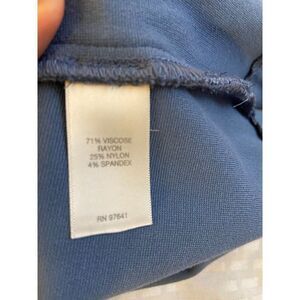 71% VISCOSE
RAYON
25% NYLON
4% SPANDEX
RN 97641